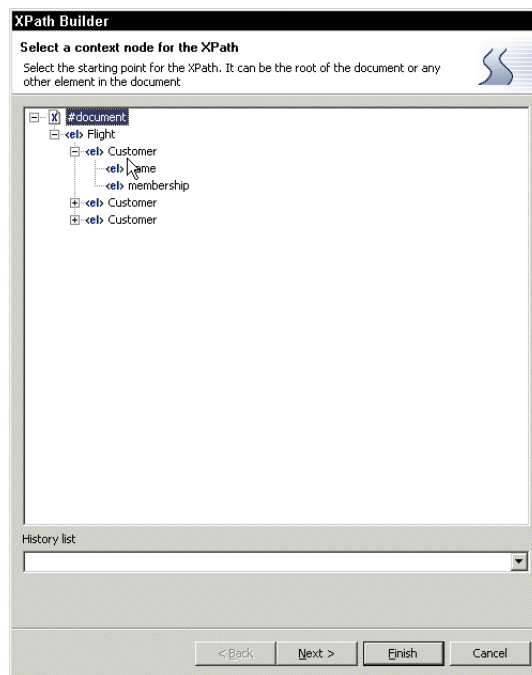 XPath Builder
Select a context node for the XPath
Select the starting point for the XPath. It can be the root of the document or any
other element in the document
X #document
<el> Flight
<el> Customer
<el> ame
<el> membership
<el> Customer
<el> Customer
History list
< Back Next > Finish Cancel